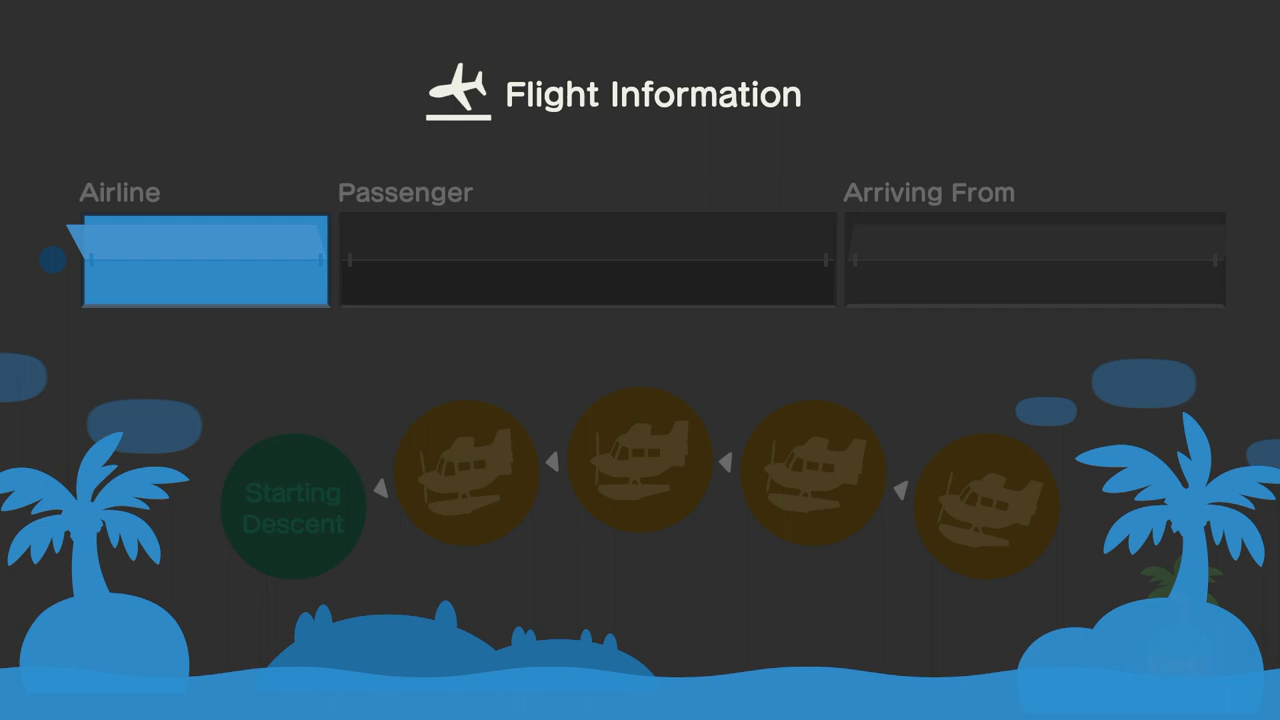 Flight Information
Airline
Passenger
Arriving From
Starting
Descent